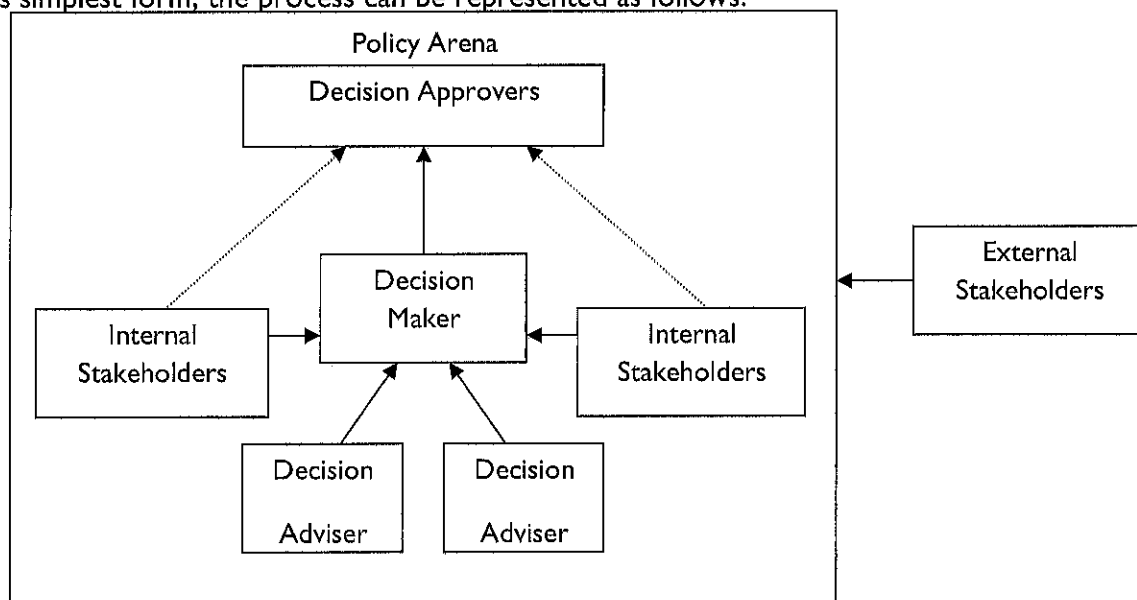 s simplest form, the process can be represented as follows:
Policy Arena
Decision Approvers
Decision
Maker
Internal
Stakeholders
Internal
Stakeholders
External
Stakeholders
Decision
Adviser
Decision
Adviser